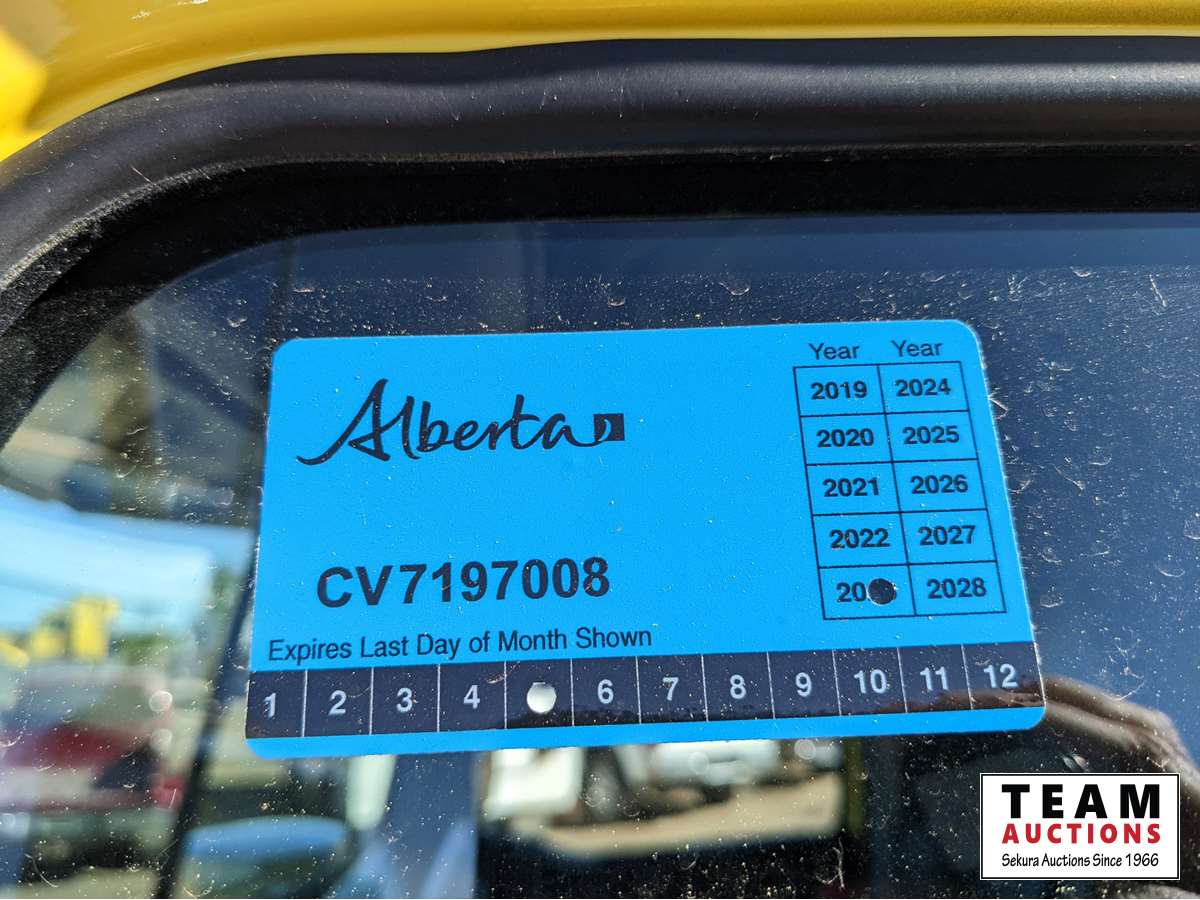 Alberta
Year Year
2019 2024
2020 2025
2021 2026
2022 2027
20 2028
CV7197008
Expires Last Day of Month Shown
1 2 3 4 6 7 8 9 10 11 12
TEAM
AUCTIONS
Sekura Auctions Since 1966